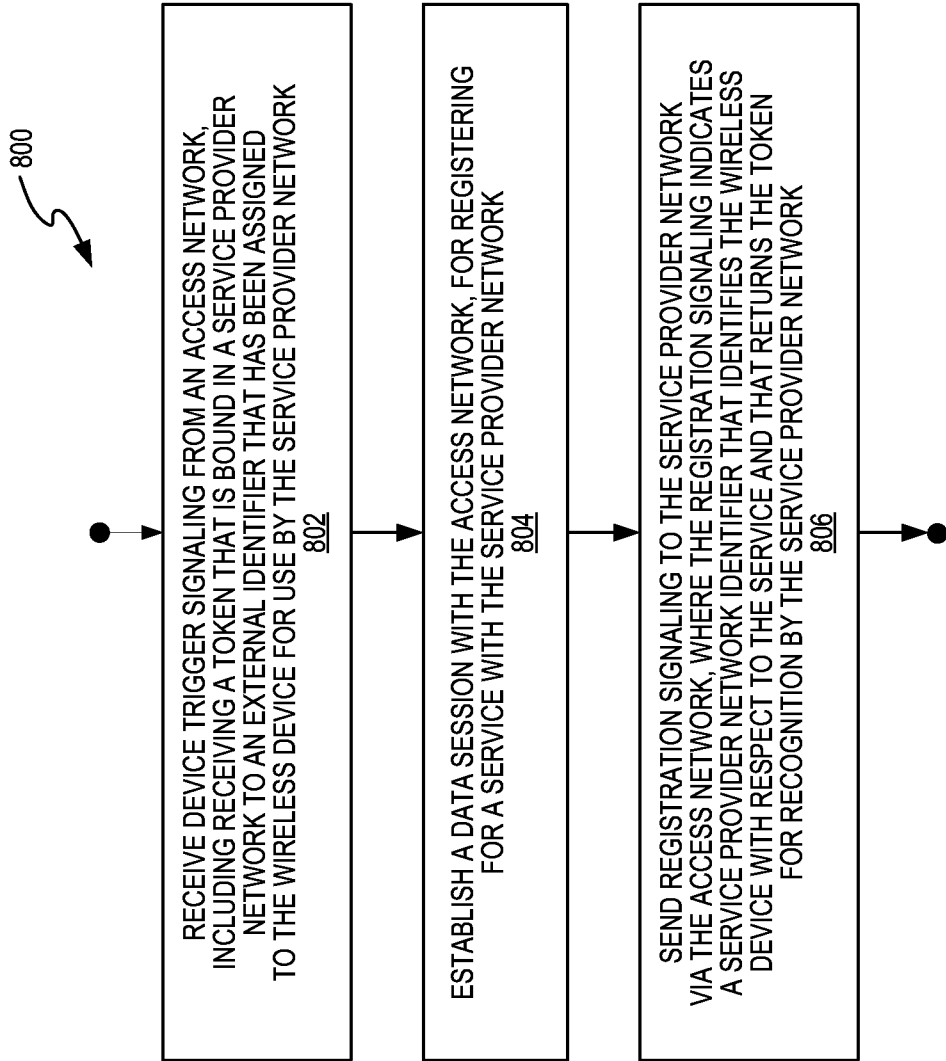 800
RECEIVE DEVICE TRIGGER SIGNALING FROM AN ACCESS NETWORK,
INCLUDING RECEIVING A TOKEN THAT IS BOUND IN A SERVICE PROVIDER
NETWORK TO AN EXTERNAL IDENTIFIER THAT HAS BEEN ASSIGNED
TO THE WIRELESS DEVICE FOR USE BY THE SERVICE PROVIDER NETWORK
802
ESTABLISH A DATA SESSION WITH THE ACCESS NETWORK, FOR REGISTERING
FOR A SERVICE WITH THE SERVICE PROVIDER NETWORK
804
SEND REGISTRATION SIGNALING TO THE SERVICE PROVIDER NETWORK
VIA THE ACCESS NETWORK, WHERE THE REGISTRATION SIGNALING INDICATES
A SERVICE PROVIDER NETWORK IDENTIFIER THAT IDENTIFIES THE WIRELESS
DEVICE WITH RESPECT TO THE SERVICE AND THAT RETURNS THE TOKEN
FOR RECOGNITION BY THE SERVICE PROVIDER NETWORK
806